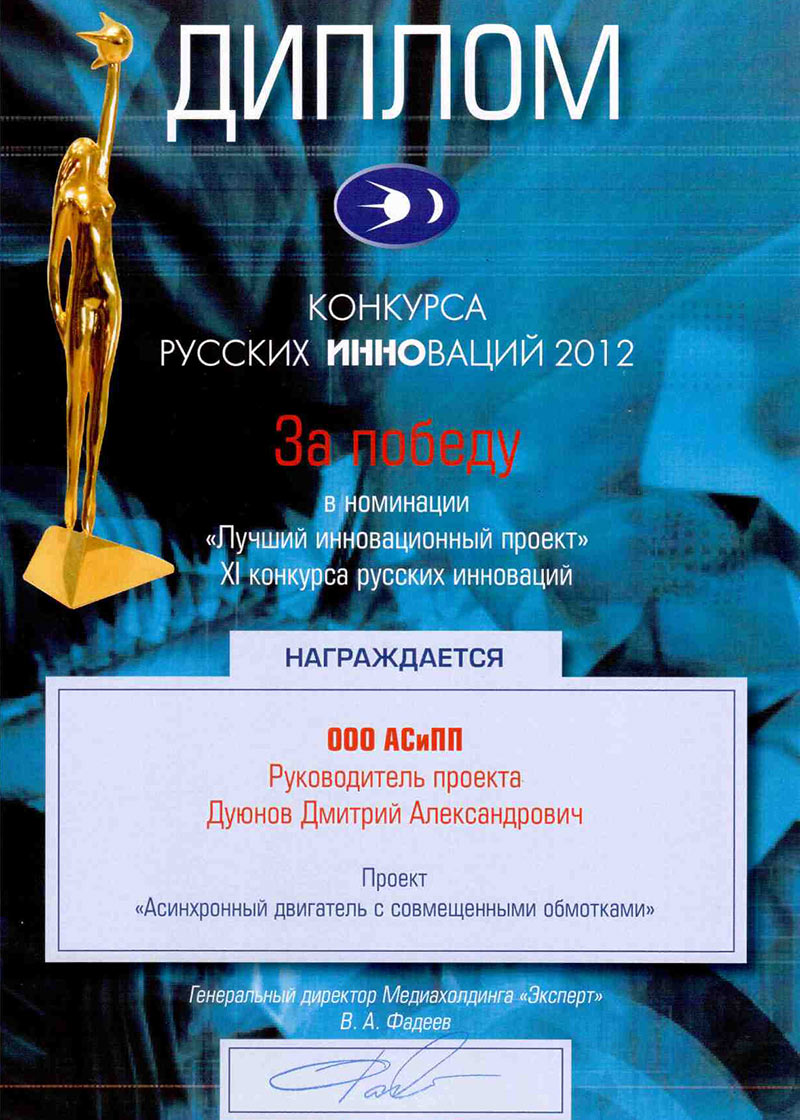 ДИПЛОМ
КОНКУРСА
РУССКИХ ИННОВАЦИЙ 2012
За победу
в номинации
«Лучший инновационный проект»
XI конкурса русских инноваций
НАГРАЖДАЕТСЯ
ООО АСиПП
Руководитель проекта
Дуюнов Дмитрий Александрович
Проект
«Асинхронный двигатель с совмещенными обмотками»
Генеральный директор Медиахолдинга «Эксперт»
В. А. Фадеев